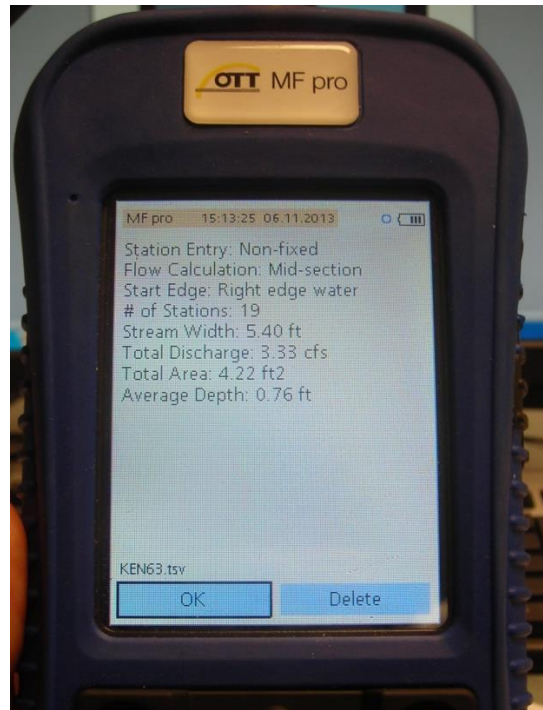 OTT MF pro
MF pro 15:13:25 06.11.2013
Station Entry: Non-fixed
Flow Calculation: Mid-section
Start Edge: Right edge water
# of Stations: 19
Stream Width: 5.40 ft
Total Discharge: 3.33 cfs
Total Area: 4.22 ft2
Average Depth: 0.76 ft
KEN63.tsv
OK Delete